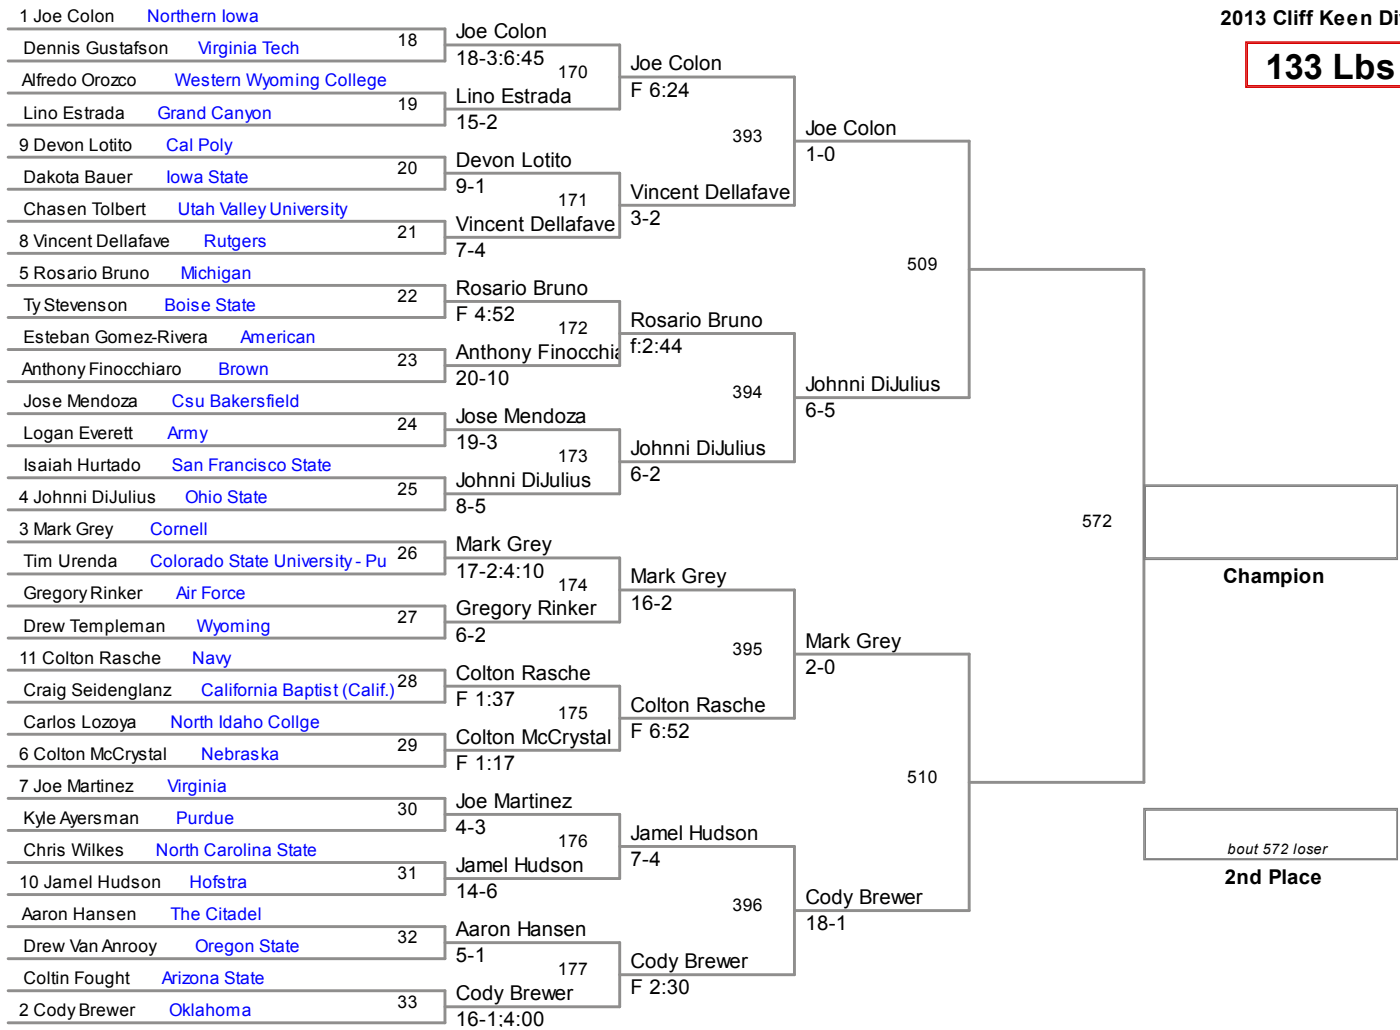 2013 Cliff Keen Di
133 Lbs
1 Joe Colon Northern Iowa
18
Dennis Gustafson Virginia Tech
Alfredo Orozco Western Wyoming College
19
Lino Estrada Grand Canyon
9 Devon Lotito Cal Poly
20
Dakota Bauer Iowa State
Chasen Tolbert Utah Valley University
21
8 Vincent Dellafave Rutgers
5 Rosario Bruno Michigan
22
Ty Stevenson Boise State
Esteban Gomez-Rivera American
23
Anthony Finocchiaro Brown
Jose Mendoza Csu Bakersfield
24
Logan Everett Army
Isaiah Hurtado San Francisco State
25
4 Johnni DiJulius Ohio State
3 Mark Grey Cornell
26
Tim Urenda Colorado State University - Pu
Gregory Rinker Air Force
27
Drew Templeman Wyoming
11 Colton Rasche Navy
28
Craig Seidenglanz California Baptist (Calif.)
Carlos Lozoya North Idaho Collge
29
6 Colton McCrystal Nebraska
7 Joe Martinez Virginia
30
Kyle Ayersman Purdue
Chris Wilkes North Carolina State
31
10 Jamel Hudson Hofstra
Aaron Hansen The Citadel
32
Drew Van Anrooy Oregon State
Coltin Fought Arizona State
33
2 Cody Brewer Oklahoma
Joe Colon
18-3:6:45
170
Lino Estrada
15-2
Devon Lotito
9-1
171
Vincent Dellafave
7-4
Rosario Bruno
F 4:52
172
Anthony Finocchia
20-10
Jose Mendoza
19-3
173
Johnni DiJulius
8-5
Mark Grey
17-2:4:10
174
Gregory Rinker
6-2
Colton Rasche
F 1:37
175
Colton McCrystal
F 1:17
Joe Martinez
4-3
176
Jamel Hudson
14-6
Aaron Hansen
5-1
177
Cody Brewer
16-1;4:00
Joe Colon
F 6:24
393
Vincent Dellafave
3-2
Rosario Bruno
f:2:44
394
Johnni DiJulius
6-2
Mark Grey
16-2
395
Colton Rasche
F 6:52
Jamel Hudson
7-4
396
Cody Brewer
F 2:30
Joe Colon
1-0
509
Johnni DiJulius
6-5
Mark Grey
2-0
510
Cody Brewer
18-1
572
Champion
bout 572 loser
2nd Place